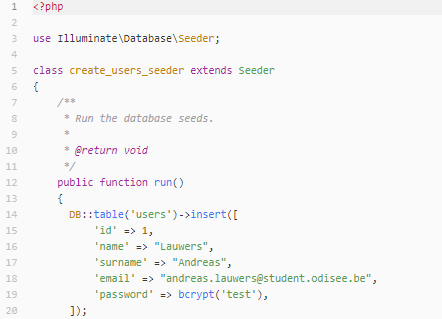 1 <?php
2
3 use Illuminate\Database\Seeder;
4
5 class create_users_seeder extends Seeder
6 {
7     /**
8      * Run the database seeds.
9      *
10      * @return void
11      */
12     public function run()
13     {
14       DB::table('users')->insert([
15           'id' => 1,
16           'name' => "Lauwers",
17           'surname' => "Andreas",
18           'email' => "andreas.lauwers@student.odisee.be",
19           'password' => bcrypt('test'),
20       ]);